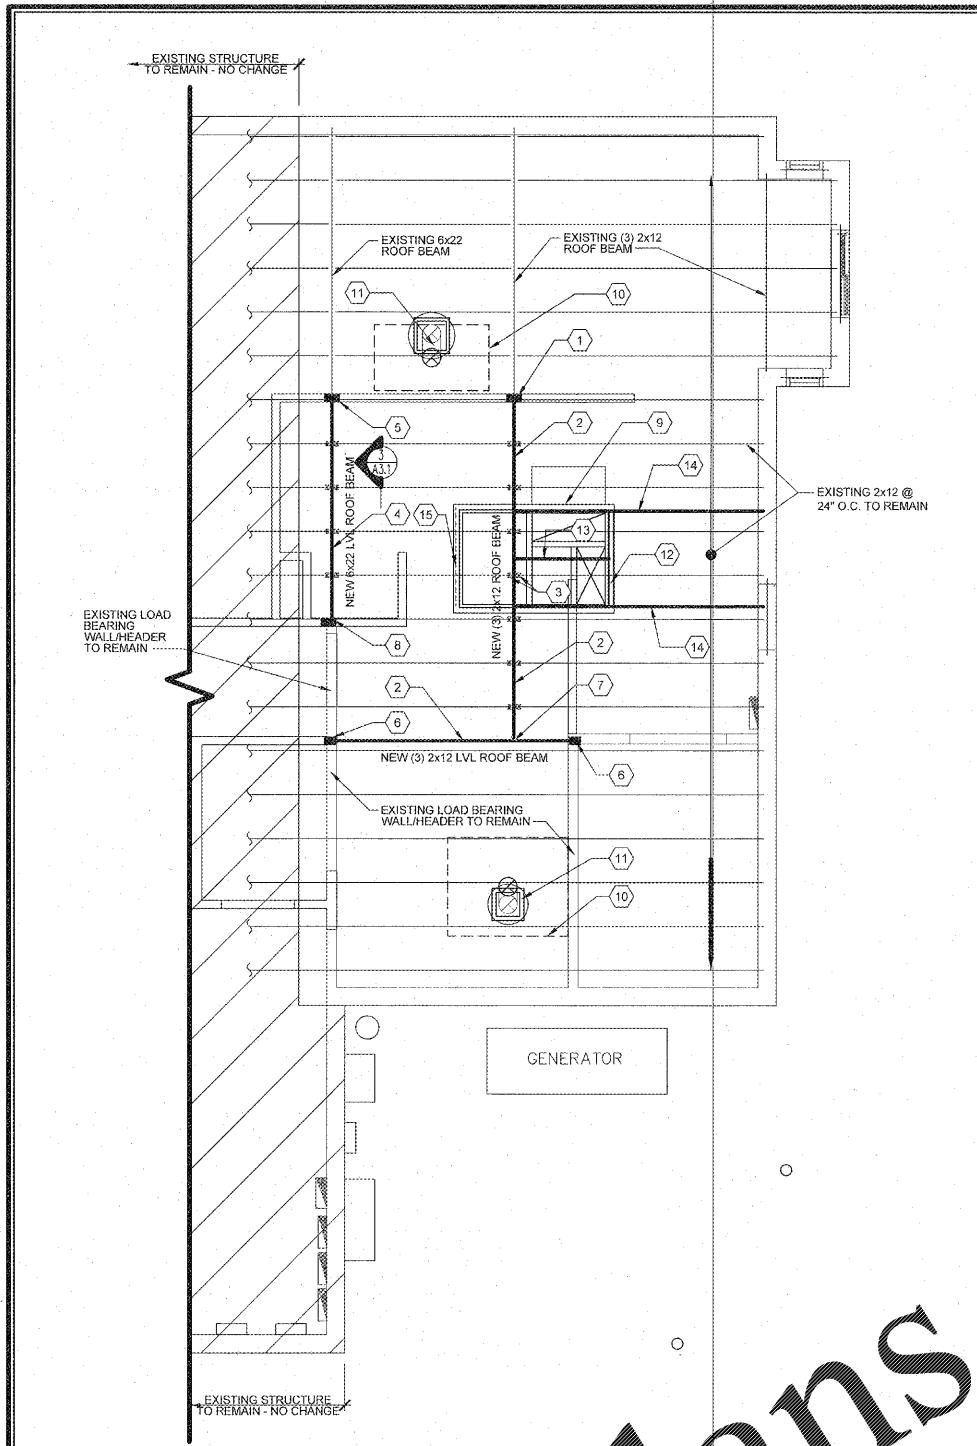 EXISTING STRUCTURE
TO REMAIN - NO CHANGE
EXISTING 6x22
ROOF BEAM
EXISTING (3) 2x12
ROOF BEAM
11
10
1
5
2
9
3
A3.1
14
NEW 6x22 LVL ROOF BEAM
4
15
EXISTING 2x12 @
24" O.C. TO REMAIN
13
12
NEW (3) 2x12 ROOF BEAM
3
EXISTING LOAD
BEARING
WALL/HEADER
TO REMAIN
8
2
14
2
7
6
NEW (3) 2x12 LVL ROOF BEAM
6
EXISTING LOAD BEARING
WALL/HEADER TO REMAIN
11
10
GENERATOR
EXISTING STRUCTURE
TO REMAIN - NO CHANGE
lans